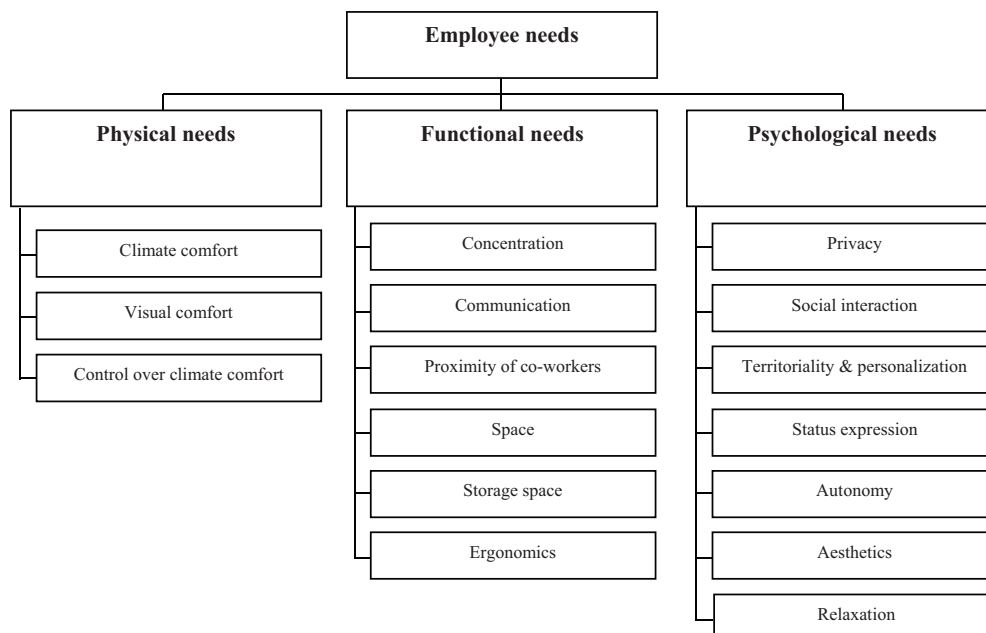 Employee needs
Physical needs
Climate comfort
Visual comfort
Control over climate comfort
Functional needs
Concentration
Communication
Proximity of co-workers
Space
Storage space
Ergonomics
Psychological needs
Privacy
Social interaction
Territoriality & personalization
Status expression
Autonomy
Aesthetics
Relaxation